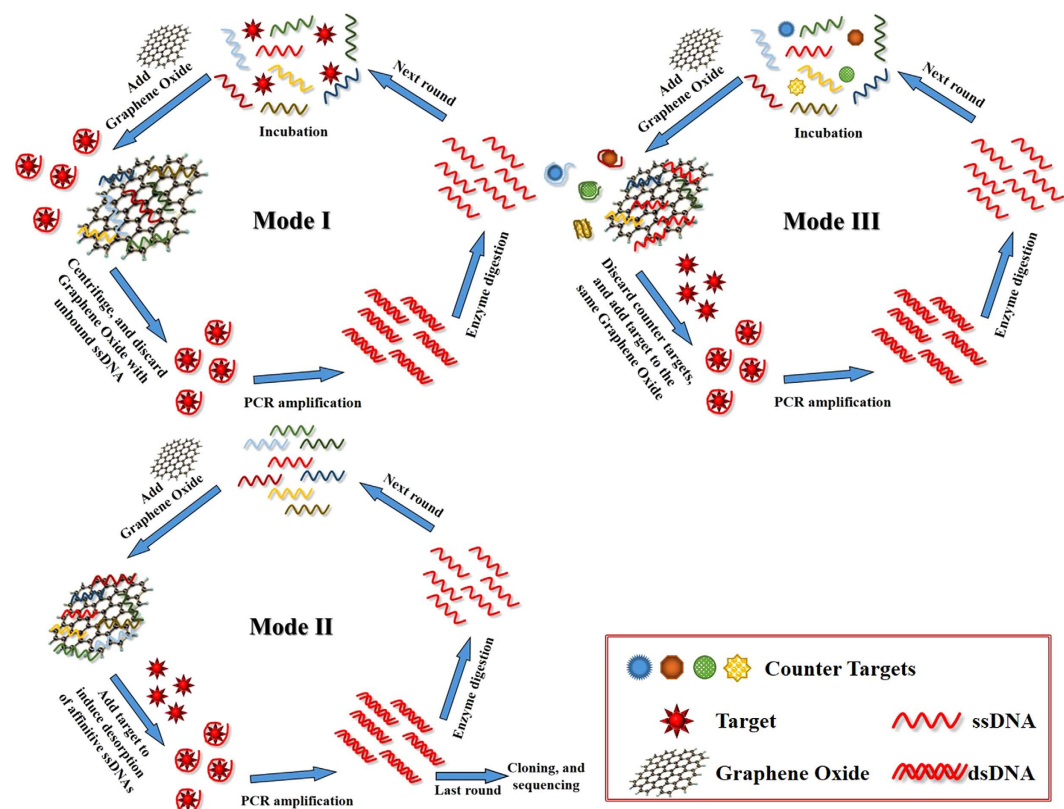 Add
Graphene Oxide
Incubation
Next round
Mode I
Centrifuge, and discard
Graphene Oxide with
unbound ssDNA
PCR amplification
Enzyme digestion
Add
Graphene Oxide
Incubation
Next round
Mode III
Discard counter targets,
and add target to the
same Graphene Oxide
PCR amplification
Enzyme digestion
Add
Graphene Oxide
Next round
Mode II
Add target to
induce desorption
of affinitive ssDNAs
PCR amplification
Enzyme digestion
Last round
Cloning, and
sequencing
Counter Targets
Target
ssDNA
Graphene Oxide
dsDNA